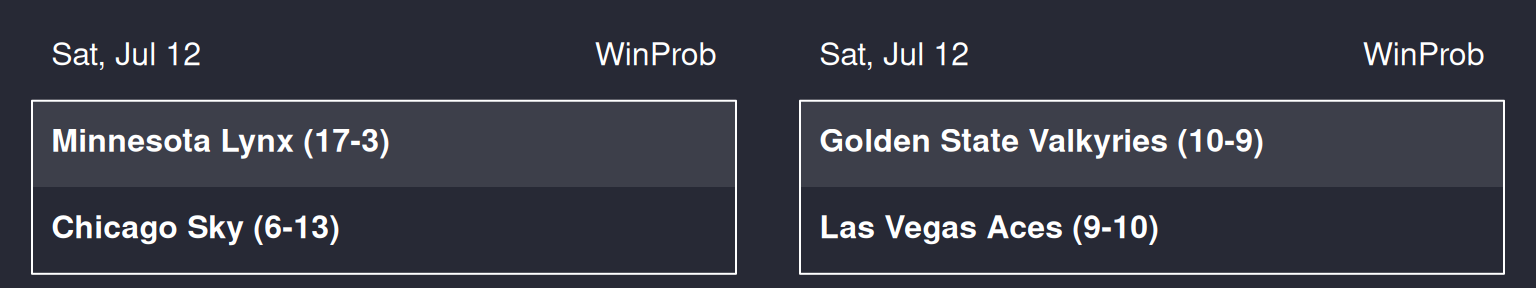 Sat, Jul 12 WinProb
Minnesota Lynx (17-3)
Chicago Sky (6-13)
Sat, Jul 12 WinProb
Golden State Valkyries (10-9)
Las Vegas Aces (9-10)